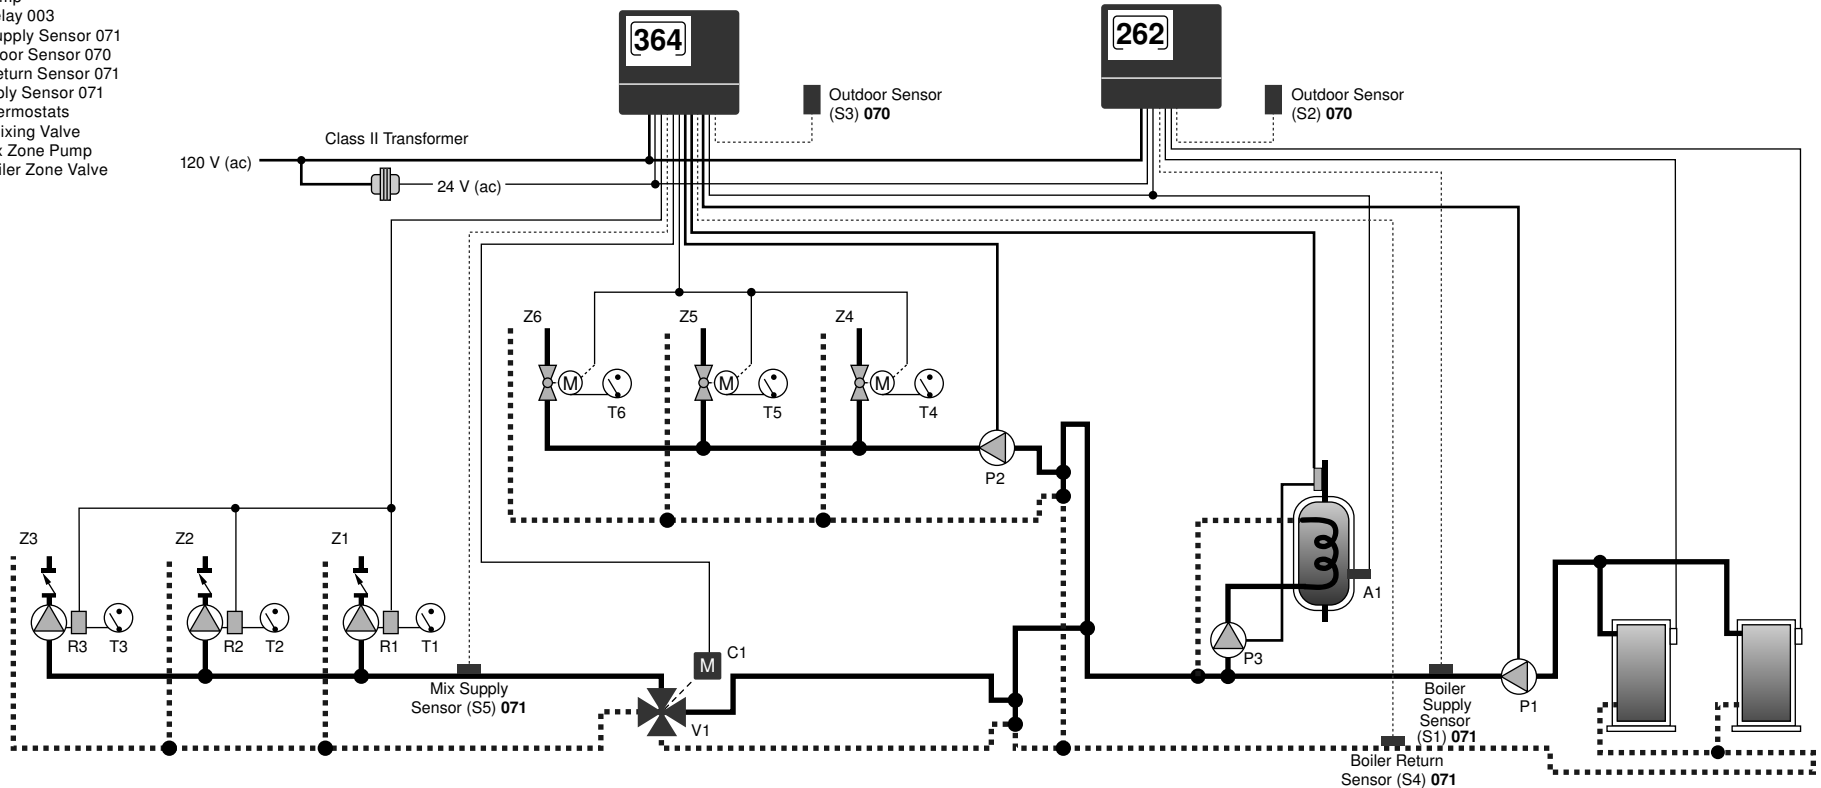 elay 003
upply Sensor 071
oor Sensor 070
eturn Sensor 071
ly Sensor 071
ermostats
ixing Valve
x Zone Pump
iler Zone Valve
364
262
Outdoor Sensor
(S3) 070
Outdoor Sensor
(S2) 070
Class II Transformer
120 V (ac)
24 V (ac)
Z6
Z5
Z4
M
M
M
T6
T5
T4
P2
Z3
Z2
Z1
R3
T3
R2
T2
R1
T1
A1
P3
M
C1
Mix Supply
Sensor (S5) 071
V1
Boiler
Supply
Sensor
(S1) 071
P1
Boiler Return
Sensor (S4) 071